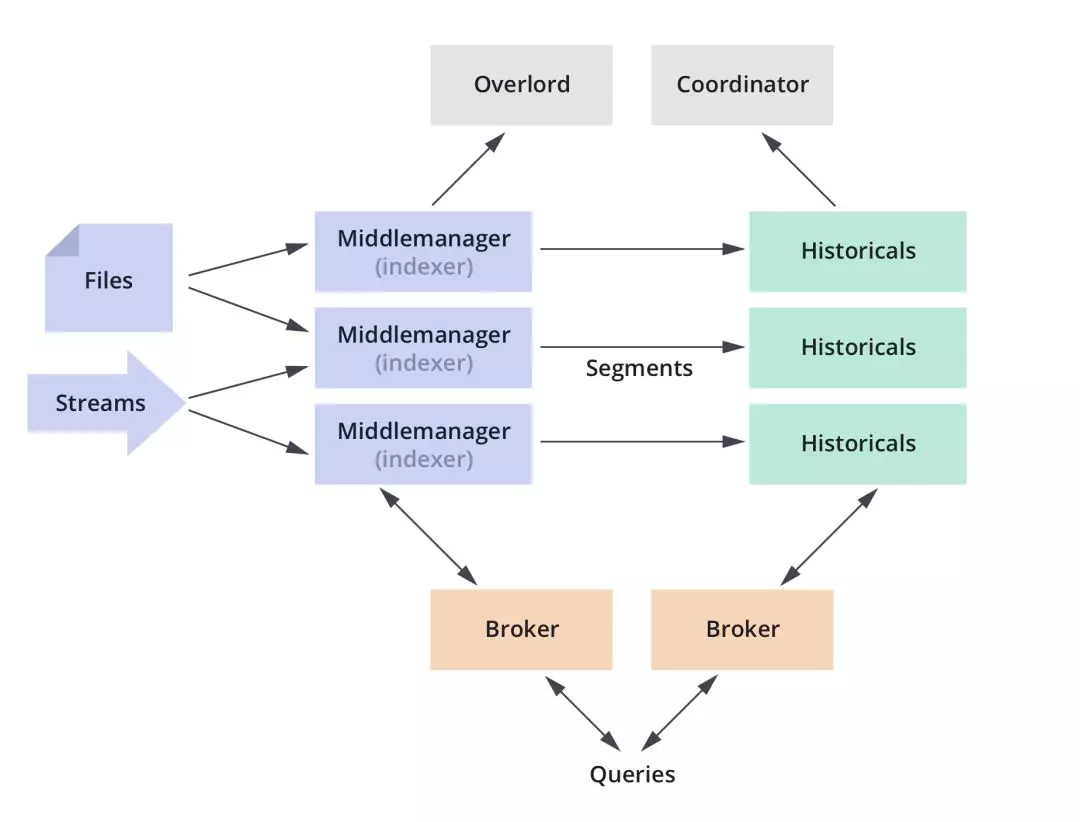 Overlord
Coordinator
Files
Streams
Middlemanager
(indexer)
Middlemanager
(indexer)
Middlemanager
(indexer)
Segments
Historicals
Historicals
Historicals
Broker
Broker
Queries